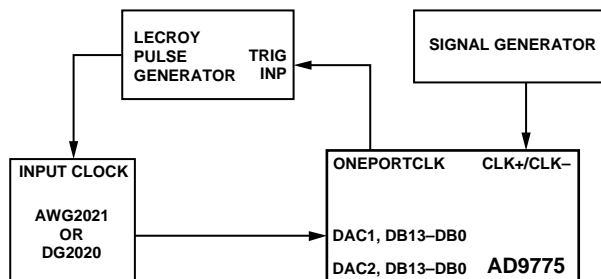 LECROY
PULSE
GENERATOR
TRIG
INP
SIGNAL GENERATOR
INPUT CLOCK
AWG2021
OR
DG2020
ONEPORTCLK
CLK+/CLK–
DAC1, DB13–DB0
DAC2, DB13–DB0
AD9775